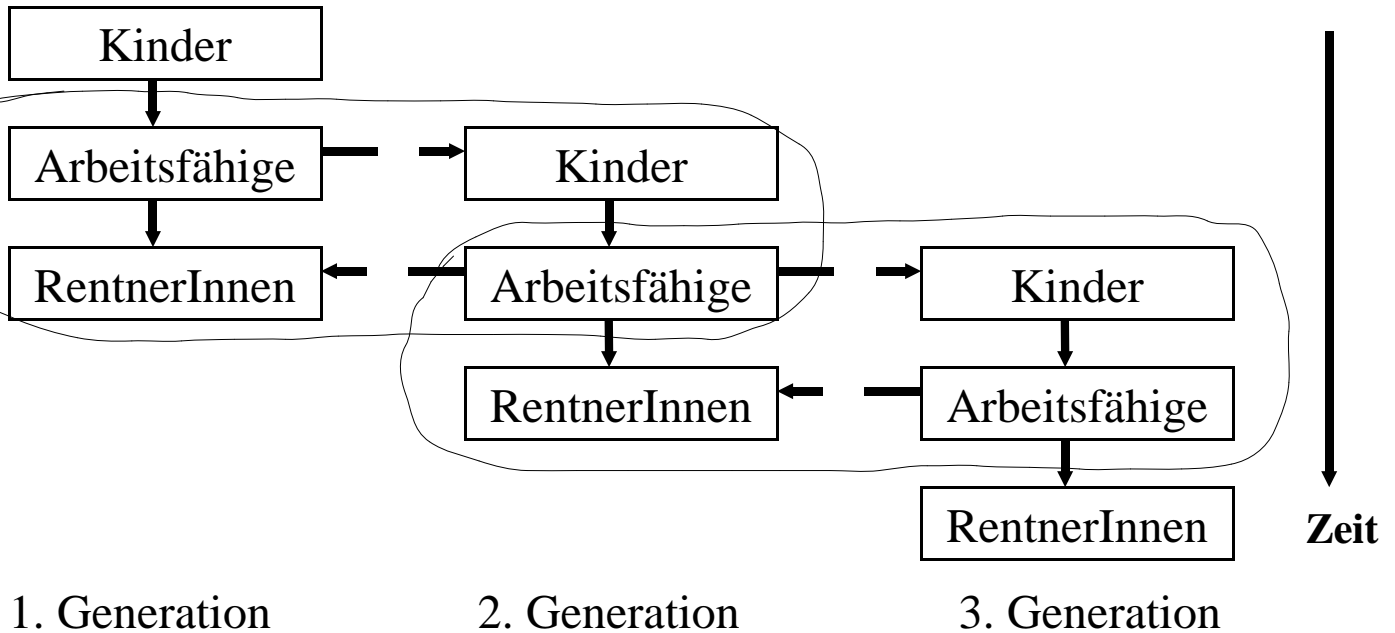 Kinder
Arbeitsfähige
Kinder
RentnerInnen
Arbeitsfähige
Kinder
RentnerInnen
Arbeitsfähige
RentnerInnen
Zeit
1. Generation
2. Generation
3. Generation